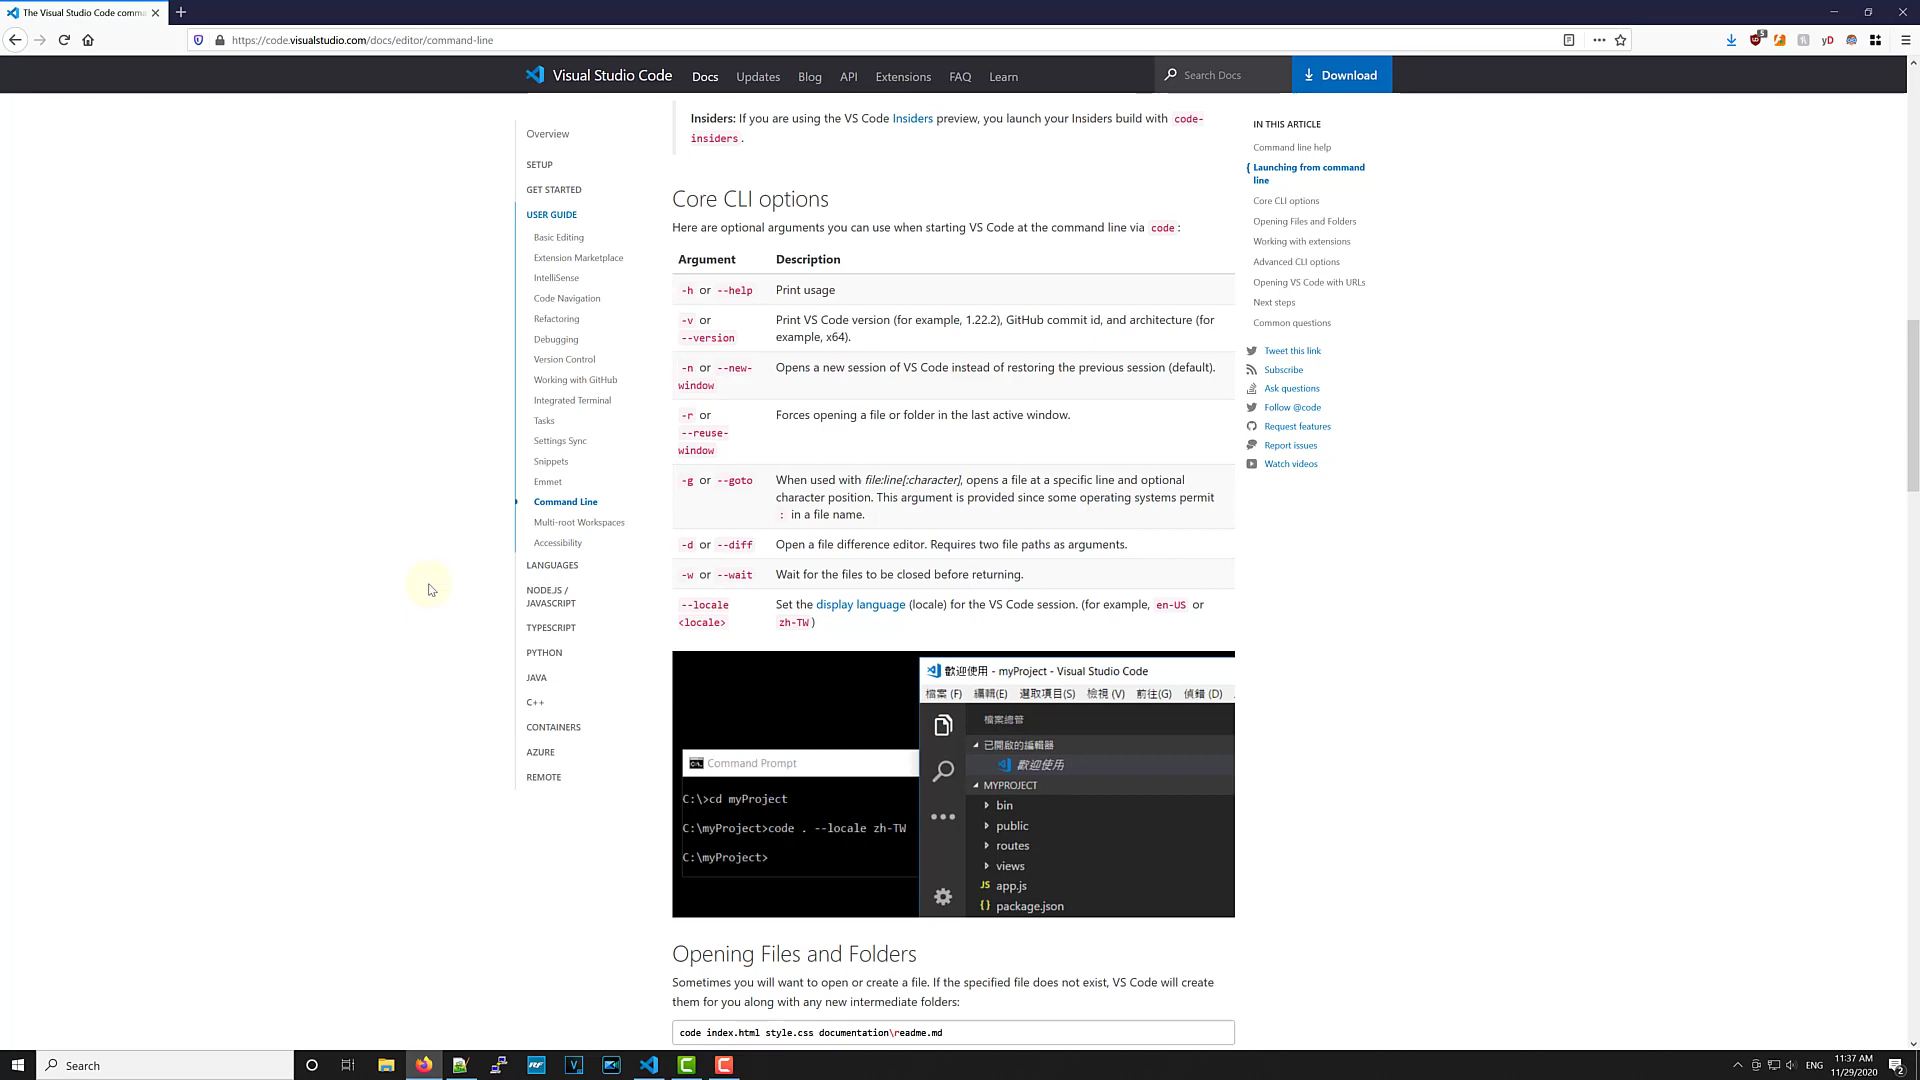 The Visual Studio Code comma
https://code.visualstudio.com/docs/editor/command-line
Visual Studio Code
Docs
Updates
Blog
API
Extensions
FAQ
Learn
Search Docs
Download
Overview
SETUP
GET STARTED
USER GUIDE
Basic Editing
Extension Marketplace
IntelliSense
Code Navigation
Refactoring
Debugging
Version Control
Working with GitHub
Integrated Terminal
Tasks
Settings Sync
Snippets
Emmet
Command Line
Multi-root Workspaces
Accessibility
LANGUAGES
NODE.JS /
JAVASCRIPT
TYPESCRIPT
PYTHON
JAVA
C++
CONTAINERS
AZURE
REMOTE
Insiders: If you are using the VS Code Insiders preview, you launch your Insiders build with code-
insiders.
Core CLI options
Here are optional arguments you can use when starting VS Code at the command line via code:
Argument Description
-h or --help Print usage
-v or
--version
Print VS Code version (for example, 1.22.2), GitHub commit id, and architecture (for
example, x64).
-n or --new-
window
Opens a new session of VS Code instead of restoring the previous session (default).
-r or
--reuse-
window
Forces opening a file or folder in the last active window.
-g or --goto
When used with file:line[:character], opens a file at a specific line and optional
character position. This argument is provided since some operating systems permit
: in a file name.
-d or --diff Open a file difference editor. Requires two file paths as arguments.
-w or --wait Wait for the files to be closed before returning.
--locale
<locale>
Set the display language (locale) for the VS Code session. (for example, en-US or
zh-TW)
歡迎使用 - myProject - Visual Studio Code
檔案 (F) 編輯(E) 選取項目(S) 檢視 (V) 前往(G) 偵錯 (D)
檔案總管
已開啟的編輯器
歡迎使用
MYPROJECT
bin
public
routes
views
JS app.js
{} package.json
Command Prompt
C:\>cd myProject
C:\myProject>code . --locale zh-TW
C:\myProject>
Opening Files and Folders
Sometimes you will want to open or create a file. If the specified file does not exist, VS Code will create
them for you along with any new intermediate folders:
code index.html style.css documentation\readme.md
IN THIS ARTICLE
Command line help
Launching from command
line
Core CLI options
Opening Files and Folders
Working with extensions
Advanced CLI options
Opening VS Code with URLs
Next steps
Common questions
Tweet this link
Subscribe
Ask questions
Follow @code
Request features
Report issues
Watch videos
Search
ENG
11:37 AM
11/29/2020